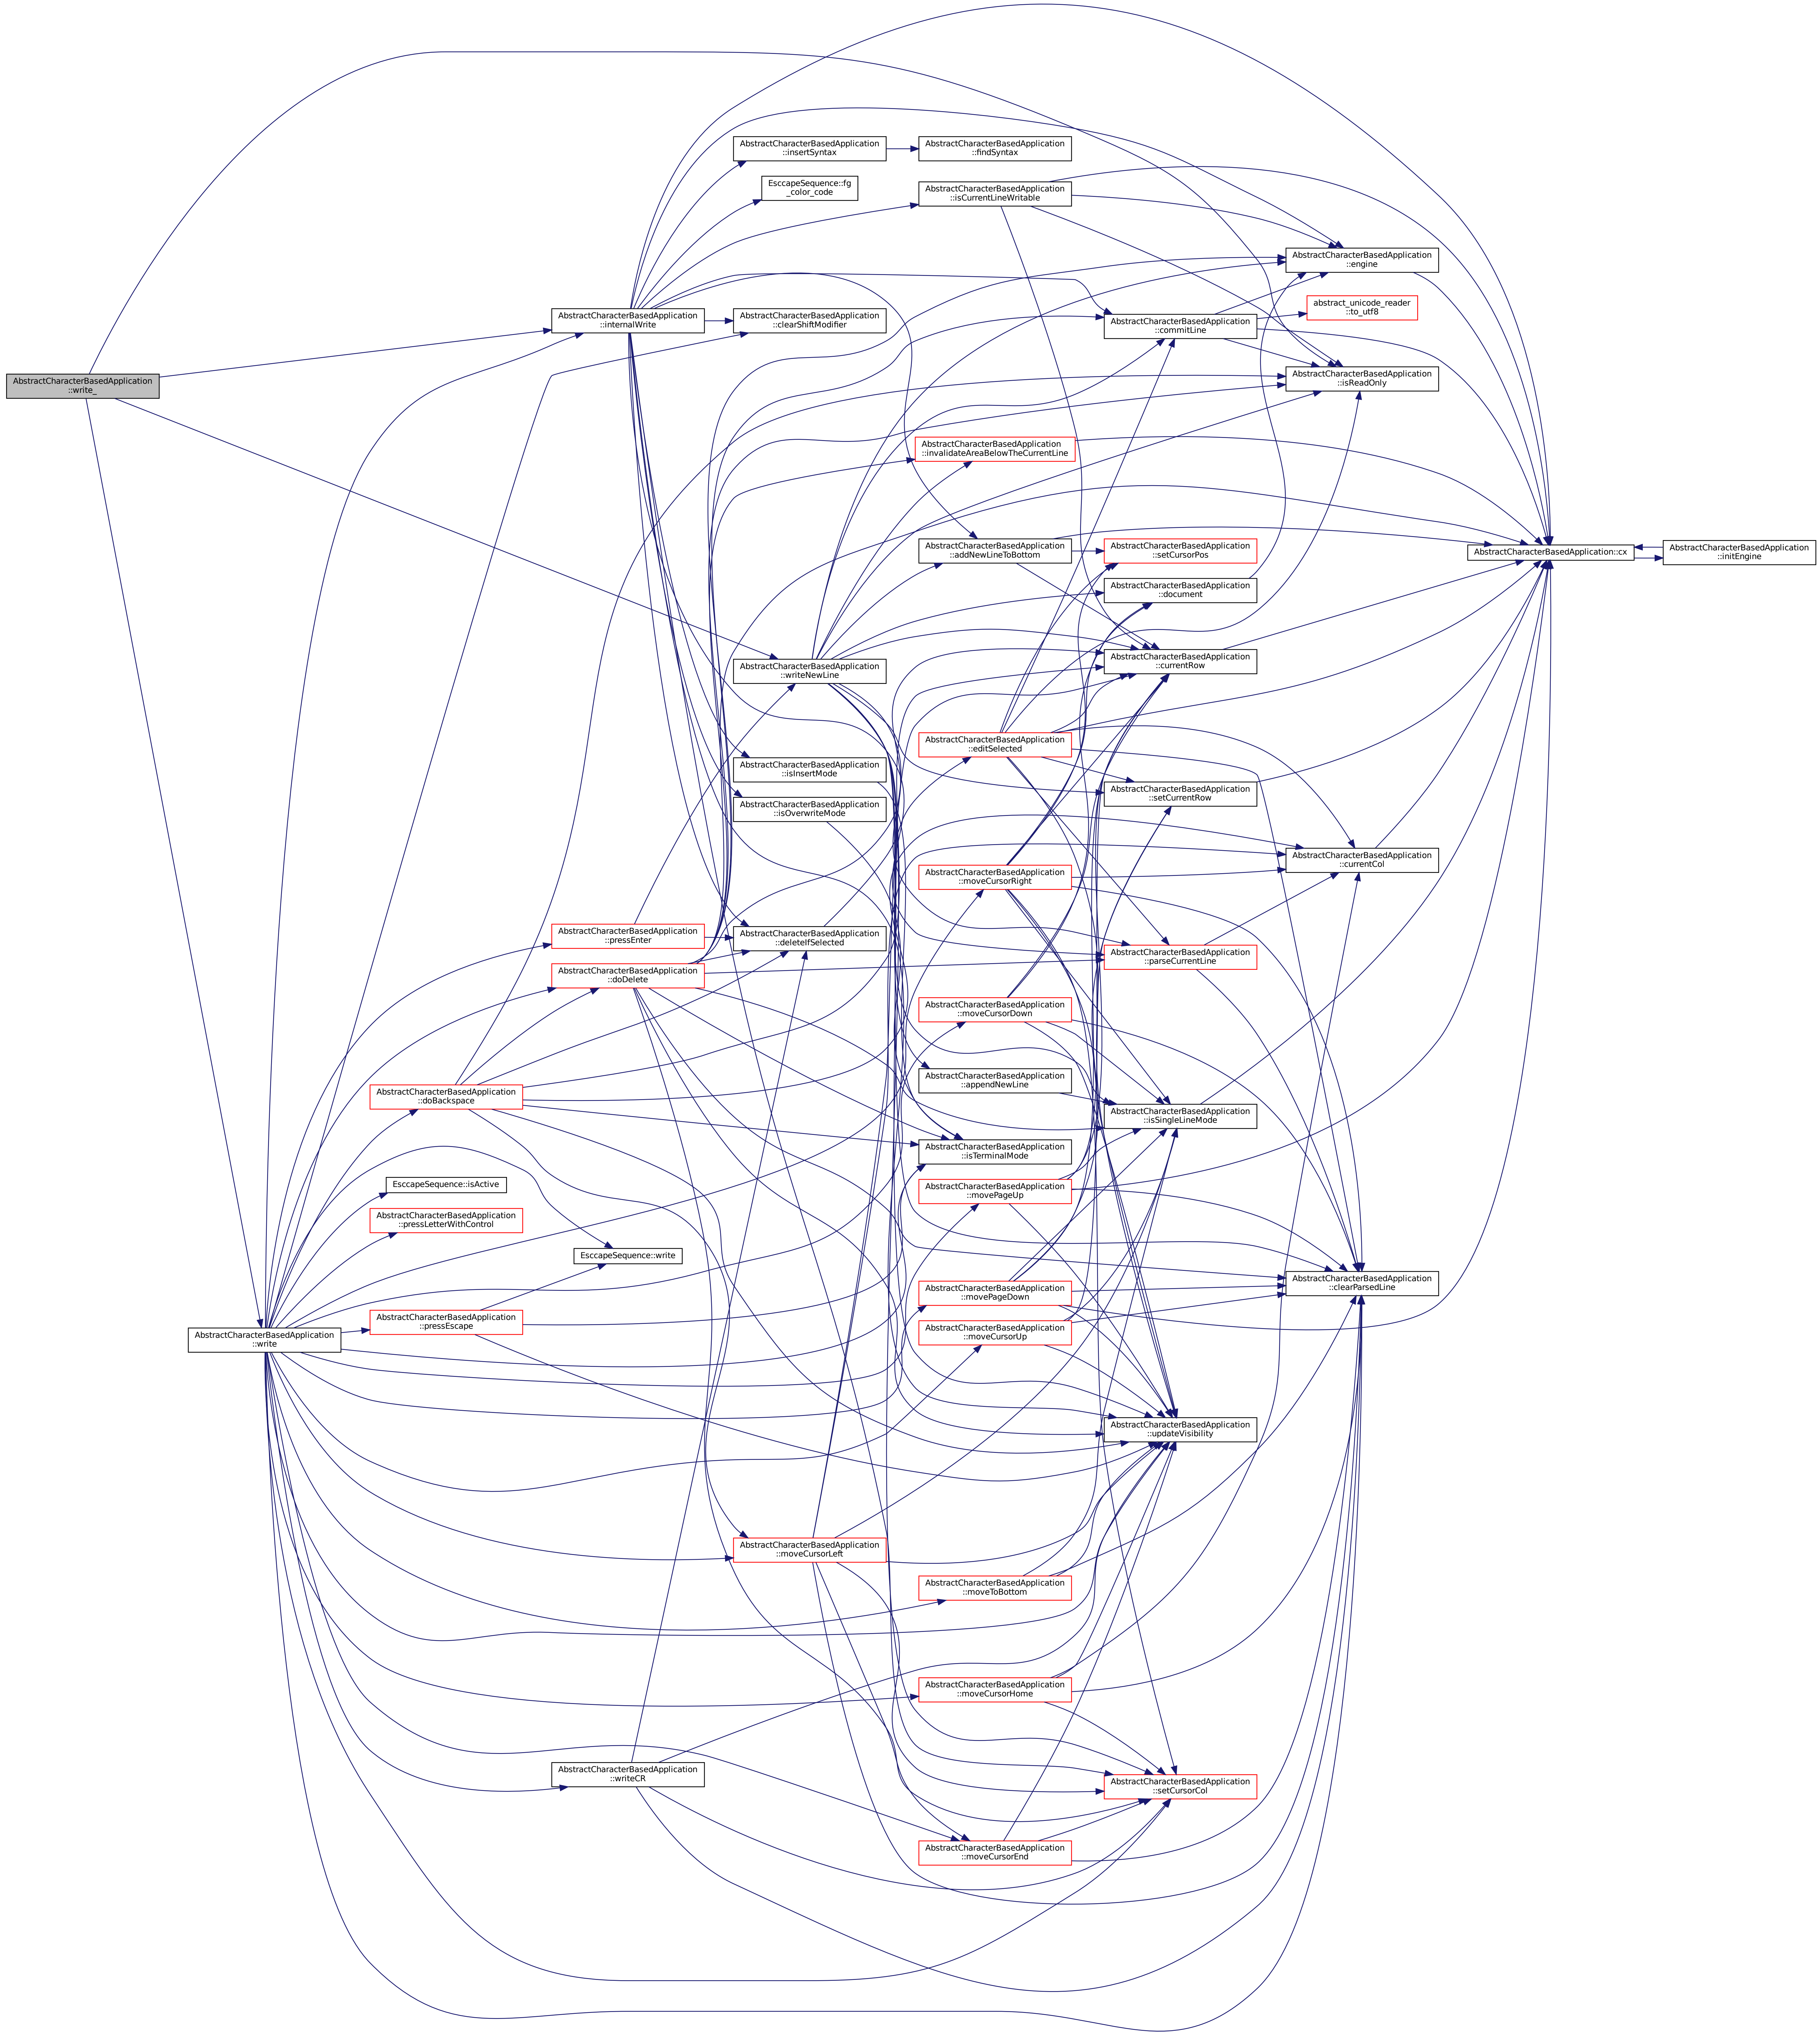 AbstractCharacterBasedApplication
::write_
AbstractCharacterBasedApplication
::write
AbstractCharacterBasedApplication
::doBackspace
EsccapeSequence::isActive
AbstractCharacterBasedApplication
::pressLetterWithControl
AbstractCharacterBasedApplication
::pressEscape
AbstractCharacterBasedApplication
::internalWrite
AbstractCharacterBasedApplication
::pressEnter
AbstractCharacterBasedApplication
::doDelete
EsccapeSequence::write
AbstractCharacterBasedApplication
::writeCR
AbstractCharacterBasedApplication
::insertSyntax
EsccapeSequence::fg
_color_code
AbstractCharacterBasedApplication
::clearShiftModifier
AbstractCharacterBasedApplication
::writeNewLine
AbstractCharacterBasedApplication
::isInsertMode
AbstractCharacterBasedApplication
::isOverwriteMode
AbstractCharacterBasedApplication
::deleteIfSelected
AbstractCharacterBasedApplication
::moveCursorLeft
AbstractCharacterBasedApplication
::findSyntax
AbstractCharacterBasedApplication
::isCurrentLineWritable
AbstractCharacterBasedApplication
::invalidateAreaBelowTheCurrentLine
AbstractCharacterBasedApplication
::addNewLineToBottom
AbstractCharacterBasedApplication
::editSelected
AbstractCharacterBasedApplication
::moveCursorRight
AbstractCharacterBasedApplication
::moveCursorDown
AbstractCharacterBasedApplication
::appendNewLine
AbstractCharacterBasedApplication
::isTerminalMode
AbstractCharacterBasedApplication
::movePageUp
AbstractCharacterBasedApplication
::movePageDown
AbstractCharacterBasedApplication
::moveCursorUp
AbstractCharacterBasedApplication
::moveToBottom
AbstractCharacterBasedApplication
::moveCursorHome
AbstractCharacterBasedApplication
::moveCursorEnd
AbstractCharacterBasedApplication
::commitLine
AbstractCharacterBasedApplication
::setCursorPos
AbstractCharacterBasedApplication
::document
AbstractCharacterBasedApplication
::currentRow
AbstractCharacterBasedApplication
::setCurrentRow
AbstractCharacterBasedApplication
::parseCurrentLine
AbstractCharacterBasedApplication
::isSingleLineMode
AbstractCharacterBasedApplication
::updateVisibility
AbstractCharacterBasedApplication
::setCursorCol
AbstractCharacterBasedApplication
::engine
abstract_unicode_reader
::to_utf8
AbstractCharacterBasedApplication
::isReadOnly
AbstractCharacterBasedApplication
::currentCol
AbstractCharacterBasedApplication
::clearParsedLine
AbstractCharacterBasedApplication::cx
AbstractCharacterBasedApplication
::initEngine